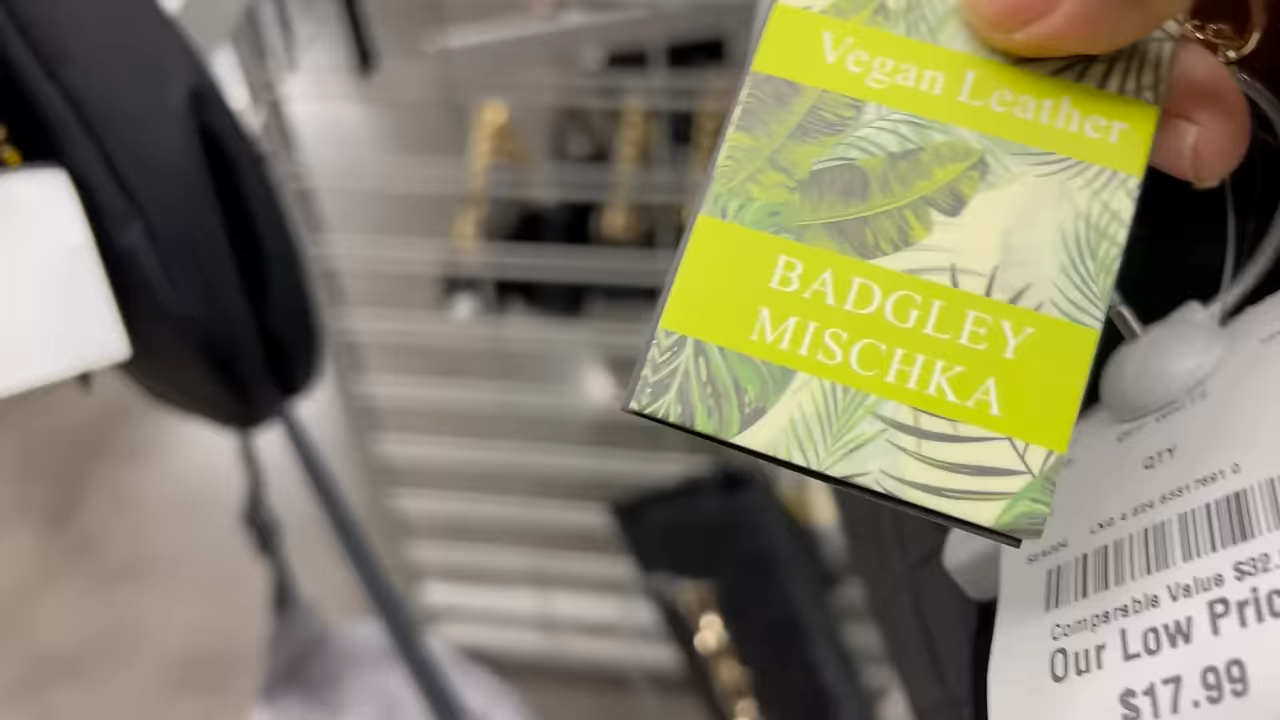 Vegan Leather
BADGLEY
MISCHKA
QTY
Comparable Value $32.
Our Low Pric
$17.99